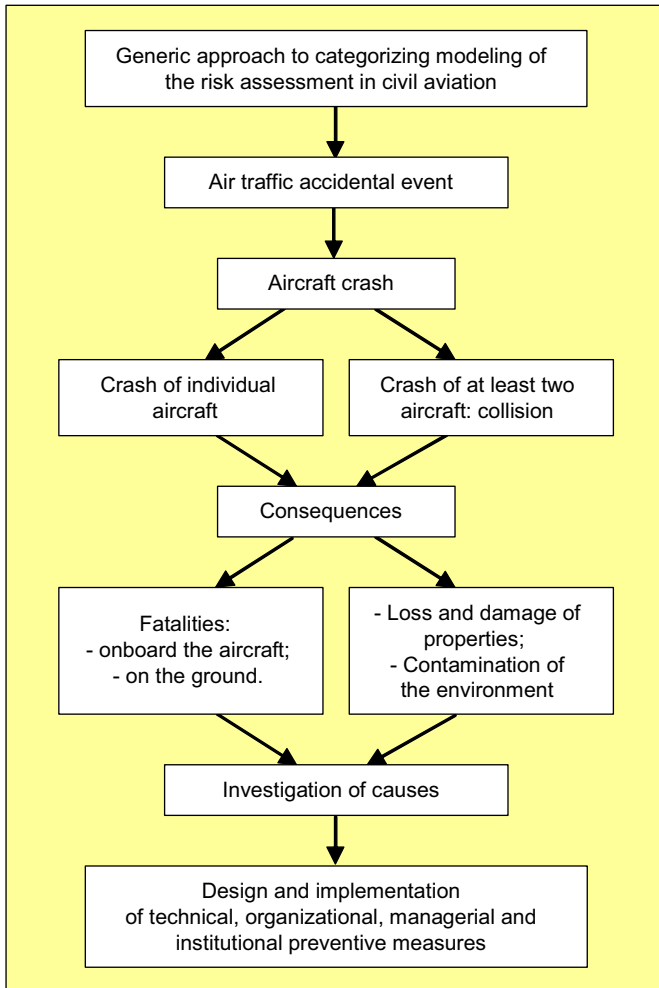 Generic approach to categorizing modeling of
the risk assessment in civil aviation
Air traffic accidental event
Aircraft crash
Crash of individual
aircraft
Crash of at least two
aircraft: collision
Consequences
Fatalities:
- onboard the aircraft;
- on the ground.
- Loss and damage of
properties;
- Contamination of
the environment
Investigation of causes
Design and implementation
of technical, organizational, managerial and
institutional preventive measures